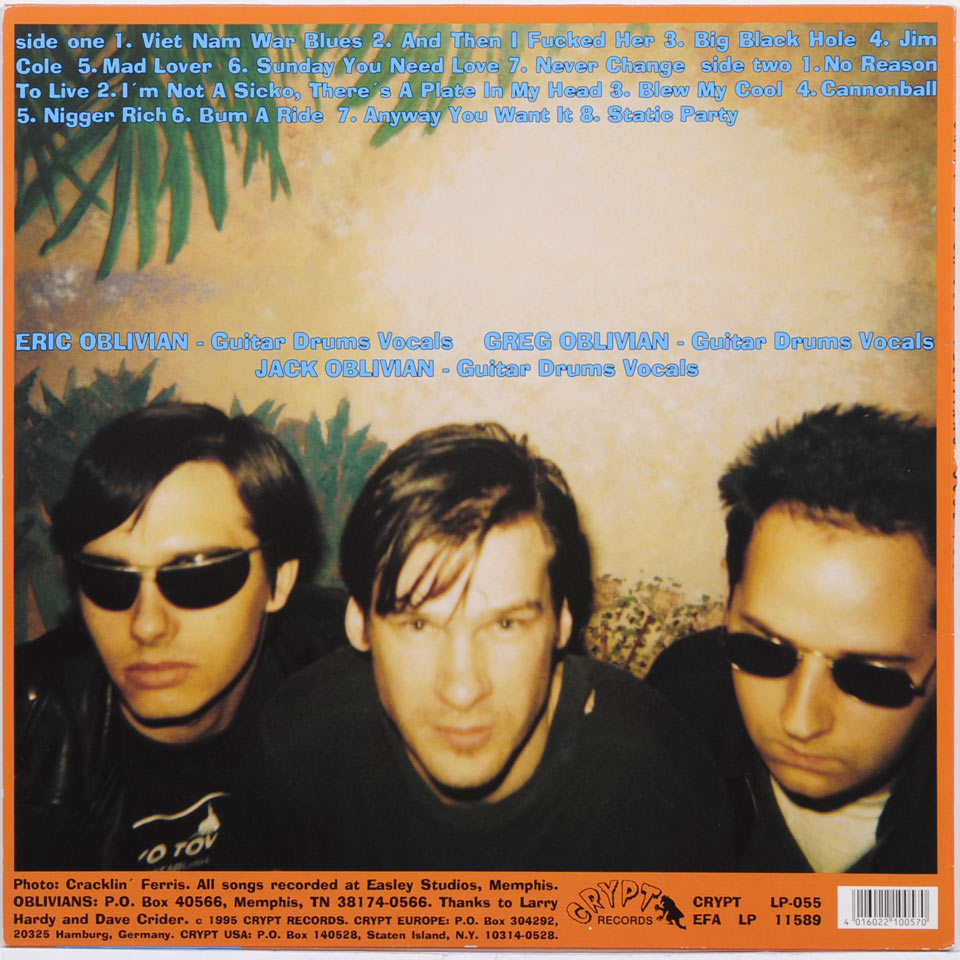 side one 1. Viet Nam War Blues 2. And Then I Fucked Her 3. Big Black Hole 4. Jim
Cole 5. Mad Lover 6. Sunday You Need Love 7. Never Change side two 1. No Reason
To Live 2. I´m Not A Sicko, There´s A Plate In My Head 3. Blew My Cool 4. Cannonball
5. Nigger Rich 6. Bum A Ride 7. Anyway You Want It 8. Static Party
ERIC OBLIVIAN - Guitar Drums Vocals GREG OBLIVIAN - Guitar Drums Vocals
JACK OBLIVIAN - Guitar Drums Vocals
'O TOV
Photo: Cracklin´ Ferris. All songs recorded at Easley Studios, Memphis.
OBLIVIANS: P.O. Box 40566, Memphis, TN 38174-0566. Thanks to Larry
Hardy and Dave Crider. c 1995 CRYPT RECORDS. CRYPT EUROPE: P.O. Box 304292,
20325 Hamburg, Germany. CRYPT USA: P.O. Box 140528, Staten Island, N.Y. 10314-0528.
CRYPT
RECORDS
CRYPT LP-055
EFA LP 11589
4 016022 100570